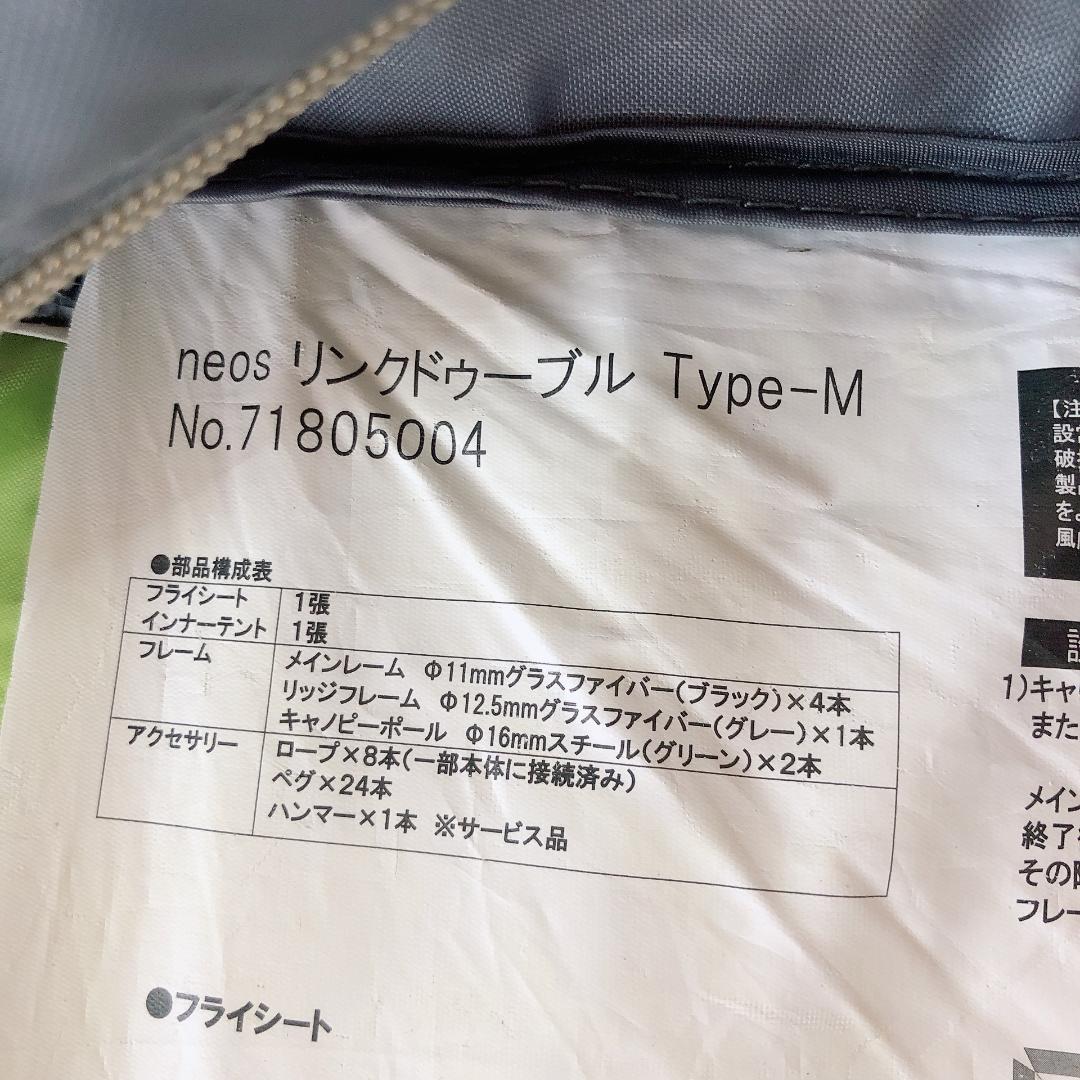 neos リンクドゥーブル Type-M
No.71805004
●部品構成表
フライシート 1張
インナーテント 1張
フレーム メインレーム Φ11mmグラスファイバー(ブラック)×4本
リッジフレーム Φ12.5mmグラスファイバー(グレー)×1本
キャノピーポール Φ16mmスチール(グリーン)×2本
アクセサリー ロープ×8本(一部本体に接続済み)
ペグ×24本
ハンマー×1本 ※サービス品
●フライシート
【注
設営
破
製品
を
風
1)キャ
また
メイン
終了
その
フレー